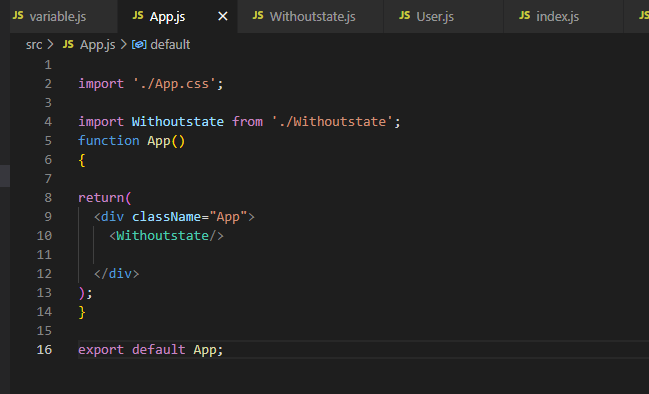 JS variable.js JS App.js × JS Withoutstate.js JS User.js JS index.js JS
src > JS App.js > default
1
2 import './App.css';
3
4 import Withoutstate from './Withoutstate';
5 function App()
6 {
7
8 return(
9 <div className="App">
10 <Withoutstate/>
11
12 </div>
13 );
14 }
15
16 export default App;